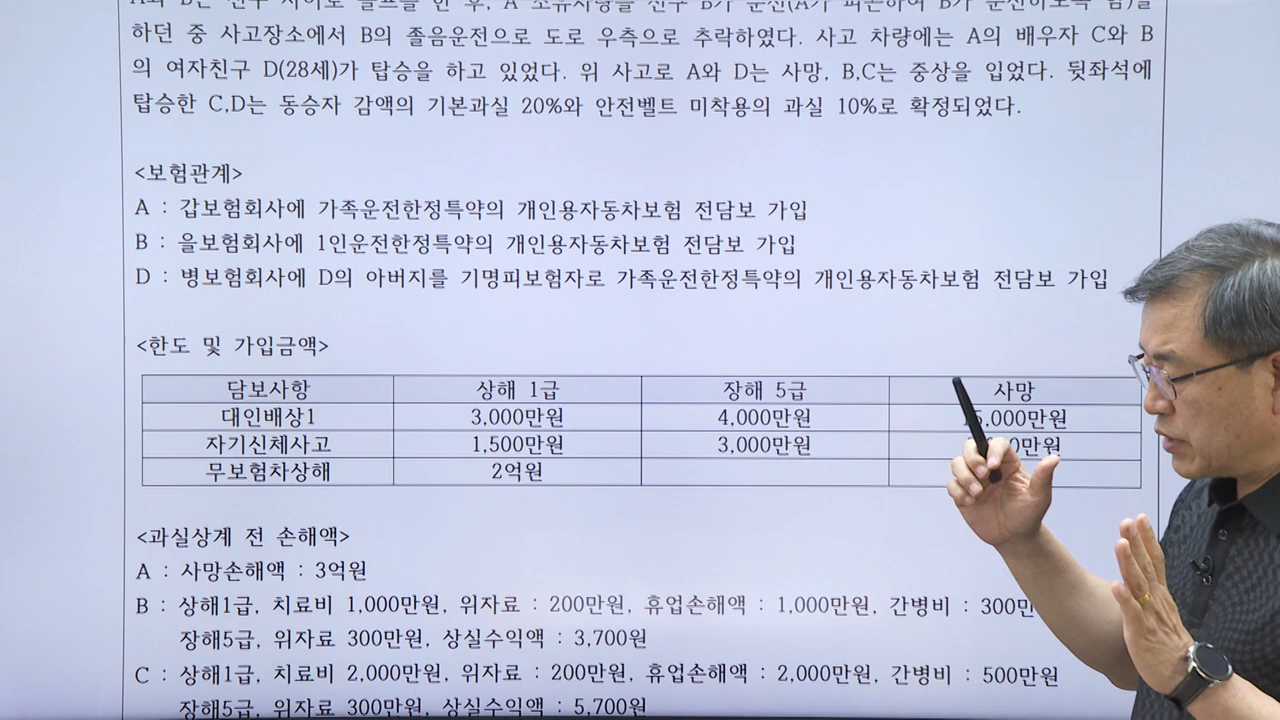 하던 중 사고장소에서 B의 졸음운전으로 도로 우측으로 추락하였다. 사고 차량에는 A의 배우자 C와 B
의 여자친구 D(28세)가 탑승을 하고 있었다. 위 사고로 A와 D는 사망, B,C는 중상을 입었다. 뒷좌석에
탑승한 C,D는 동승자 감액의 기본과실 20%와 안전벨트 미착용의 과실 10%로 확정되었다.
<보험관계>
A : 갑보험회사에 가족운전한정특약의 개인용자동차보험 전담보 가입
B : 을보험회사에 1인운전한정특약의 개인용자동차보험 전담보 가입
D : 병보험회사에 D의 아버지를 기명피보험자로 가족운전한정특약의 개인용자동차보험 전담보 가입
<한도 및 가입금액>
담보사항 상해 1급 장해 5급 사망
대인배상1 3,000만원 4,000만원 5,000만원
자기신체사고 1,500만원 3,000만원
무보험차상해 2억원
<과실상계 전 손해액>
A : 사망손해액 : 3억원
B : 상해1급, 치료비 1,000만원, 위자료 : 200만원, 휴업손해액 : 1,000만원, 간병비 : 300만
장해5급, 위자료 300만원, 상실수익액 : 3,700만원
C : 상해1급, 치료비 2,000만원, 위자료 : 200만원, 휴업손해액 : 2,000만원, 간병비 : 500만원
장해5급, 위자료 300만원, 상실수익액 : 5,700만원